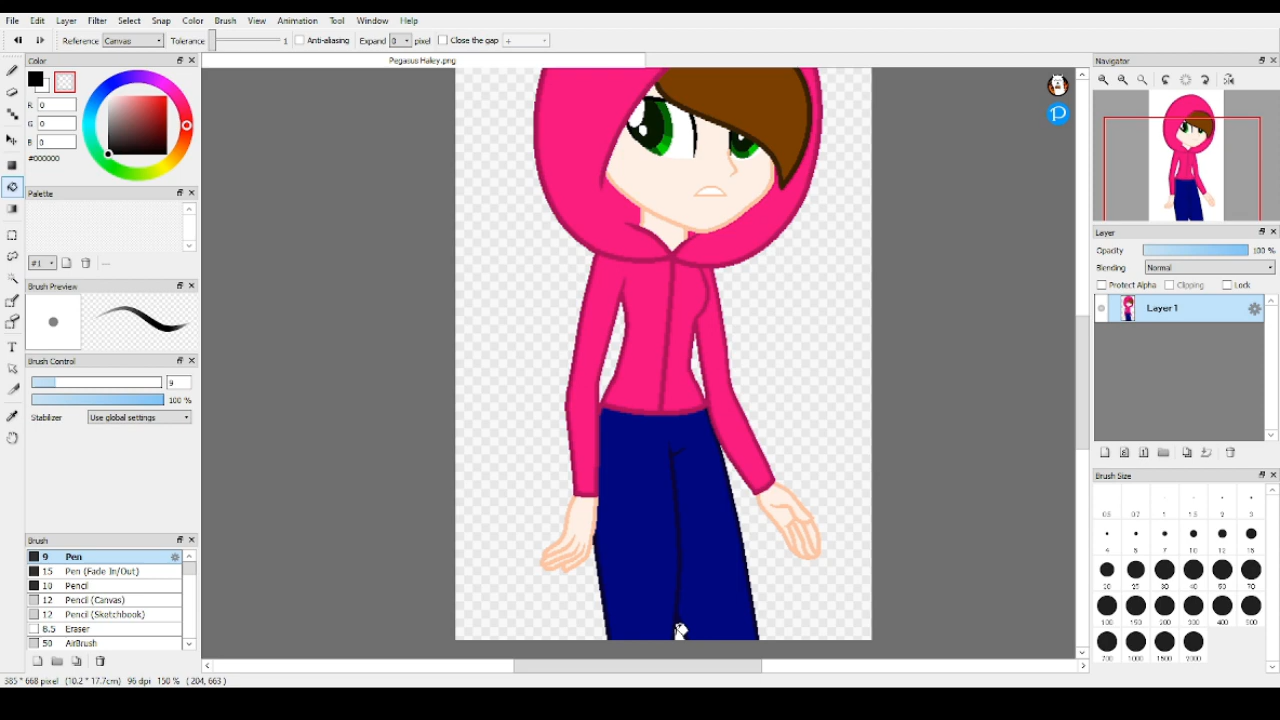 File Edit Layer Filter Select Snap Color Brush View Animation Tool Window Help
Reference Canvas Tolerance 1 Anti-aliasing Expand 0 pixel Close the gap +
Color
Pegasus Haley.png
Navigator
R 0
G 0
B 0
#000000
Palette
#1
---
Brush Preview
Brush Control
9
100 %
Stabilizer Use global settings
Brush
9 Pen
15 Pen (Fade In/Out)
10 Pencil
12 Pencil (Canvas)
12 Pencil (Sketchbook)
8.5 Eraser
50 AirBrush
Layer
Opacity 100 %
Blending Normal
Protect Alpha Clipping Lock
Layer1
Brush Size
0.5 0.7 1 1.5 2 3
4 5 7 10 12 15
20 25 30 40 50 70
100 150 200 300 400 500
700 1000 1500 2000
385 * 668 pixel (10.2 * 17.7cm) 96 dpi 150 % ( 204, 663 )